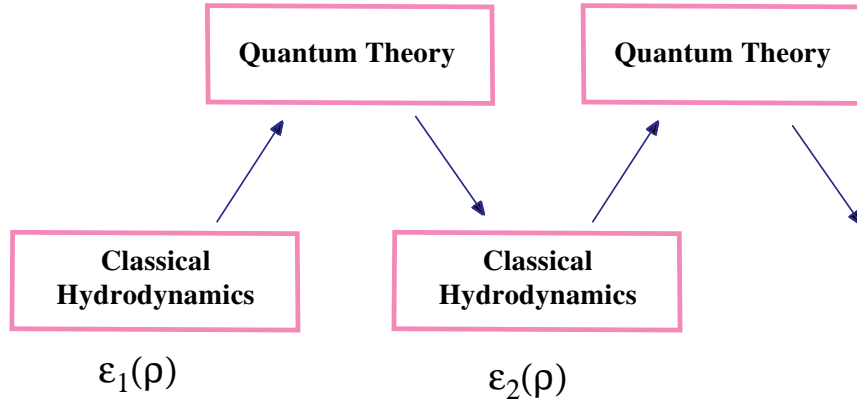 Quantum Theory
Quantum Theory
Classical
Hydrodynamics
Classical
Hydrodynamics
ε₁(ρ)
ε₂(ρ)